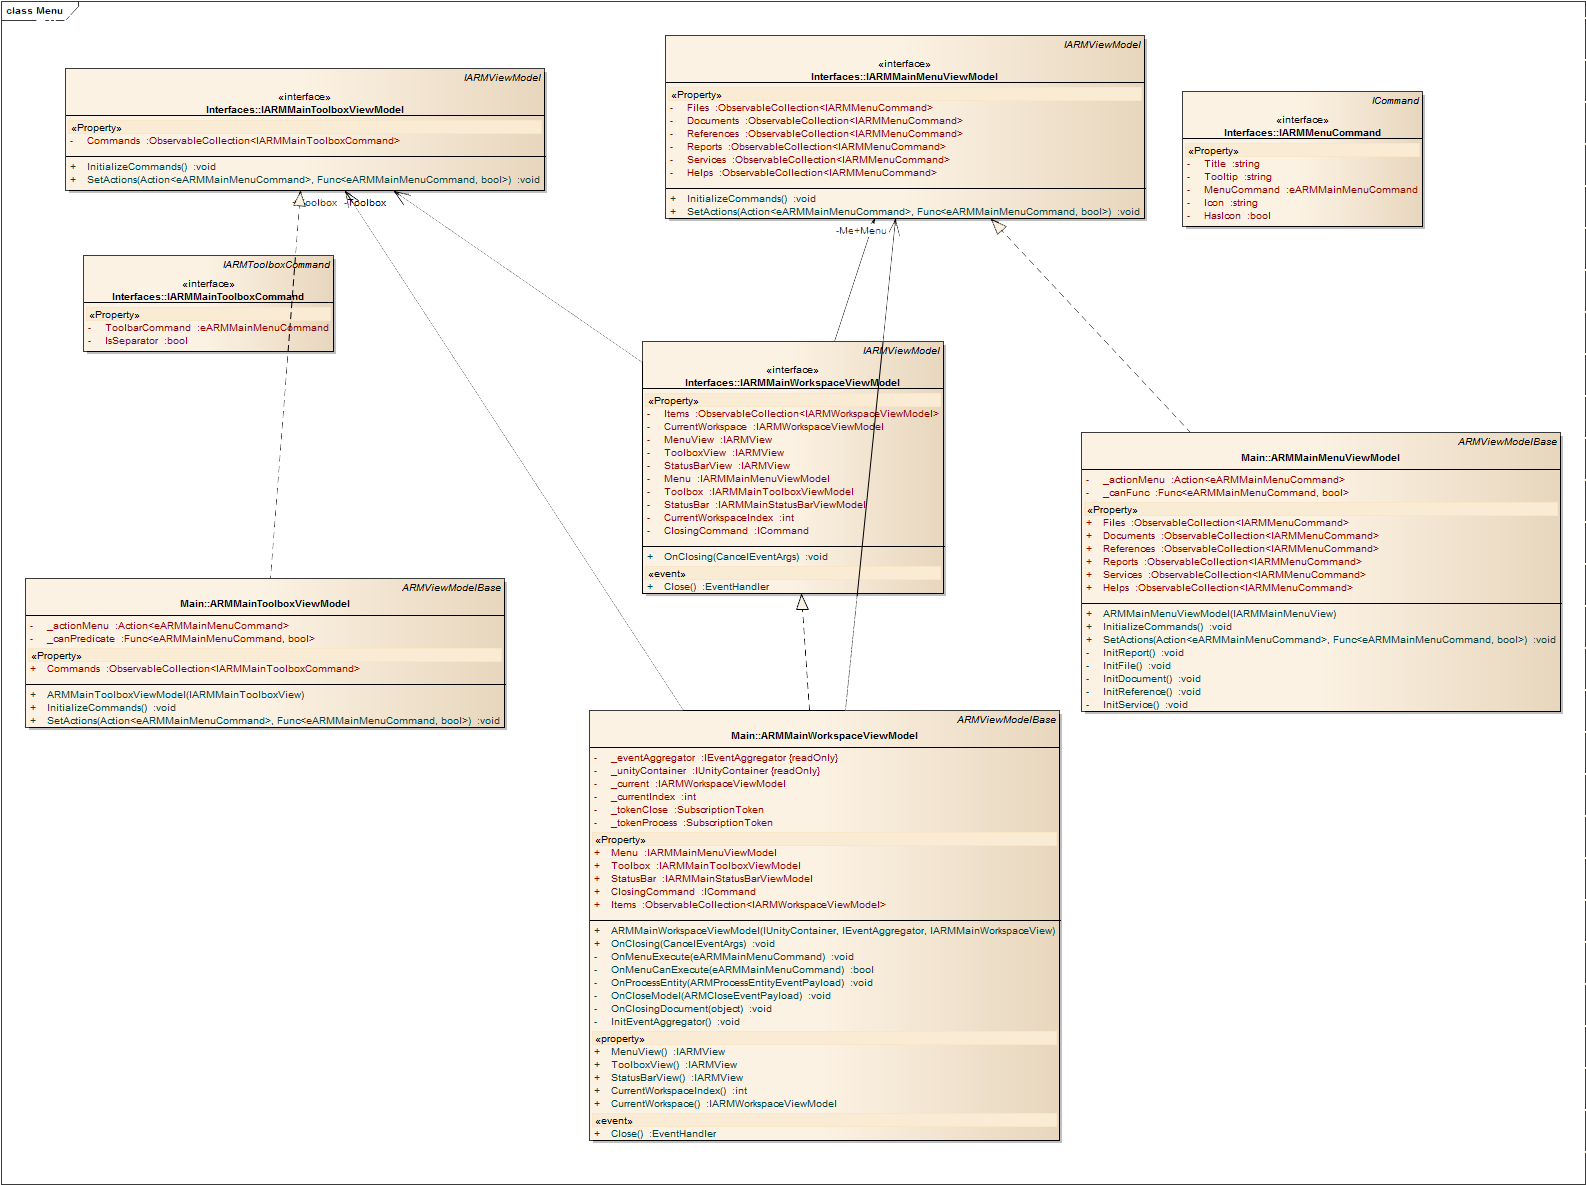 class Menu
IARMViewModel
«interface»
Interfaces::IARMMainToolboxViewModel
«Property»
- Commands :ObservableCollection<IARMMainToolboxCommand>
+ InitializeCommands() :void
+ SetActions(Action<eARMMainMenuCommand>, Func<eARMMainMenuCommand, bool>) :void
IARMViewModel
«interface»
Interfaces::IARMMainMenuViewModel
«Property»
- Files :ObservableCollection<IARMMenuCommand>
- Documents :ObservableCollection<IARMMenuCommand>
- References :ObservableCollection<IARMMenuCommand>
- Reports :ObservableCollection<IARMMenuCommand>
- Services :ObservableCollection<IARMMenuCommand>
- Helps :ObservableCollection<IARMMenuCommand>
+ InitializeCommands() :void
+ SetActions(Action<eARMMainMenuCommand>, Func<eARMMainMenuCommand, bool>) :void
ICommand
«interface»
Interfaces::IARMMenuCommand
«Property»
- Title :string
- Tooltip :string
- MenuCommand :eARMMainMenuCommand
- Icon :string
- HasIcon :bool
+Toolbox -Toolbox
-Me+Menu
IARMToolboxCommand
«interface»
Interfaces::IARMMainToolboxCommand
«Property»
- ToolbarCommand :eARMMainMenuCommand
- IsSeparator :bool
IARMViewModel
«interface»
Interfaces::IARMMainWorkspaceViewModel
«Property»
- Items :ObservableCollection<IARMWorkspaceViewModel>
- CurrentWorkspace :IARMWorkspaceViewModel
- MenuView :IARMView
- ToolboxView :IARMView
- StatusBarView :IARMView
- Menu :IARMMainMenuViewModel
- Toolbox :IARMMainToolboxViewModel
- StatusBar :IARMMainStatusBarViewModel
- CurrentWorkspaceIndex :int
- ClosingCommand :ICommand
+ OnClosing(CancelEventArgs) :void
«event»
+ Close() :EventHandler
ARMViewModelBase
Main::ARMMainMenuViewModel
- _actionMenu :Action<eARMMainMenuCommand>
- _canFunc :Func<eARMMainMenuCommand, bool>
«Property»
+ Files :ObservableCollection<IARMMenuCommand>
+ Documents :ObservableCollection<IARMMenuCommand>
+ References :ObservableCollection<IARMMenuCommand>
+ Reports :ObservableCollection<IARMMenuCommand>
+ Services :ObservableCollection<IARMMenuCommand>
+ Helps :ObservableCollection<IARMMenuCommand>
+ ARMMainMenuViewModel(IARMMainMenuView)
+ InitializeCommands() :void
+ SetActions(Action<eARMMainMenuCommand>, Func<eARMMainMenuCommand, bool>) :void
- InitReport() :void
- InitFile() :void
- InitDocument() :void
- InitReference() :void
- InitService() :void
ARMViewModelBase
Main::ARMMainToolboxViewModel
- _actionMenu :Action<eARMMainMenuCommand>
- _canPredicate :Func<eARMMainMenuCommand, bool>
«Property»
+ Commands :ObservableCollection<IARMMainToolboxCommand>
+ ARMMainToolboxViewModel(IARMMainToolboxView)
+ InitializeCommands() :void
+ SetActions(Action<eARMMainMenuCommand>, Func<eARMMainMenuCommand, bool>) :void
ARMViewModelBase
Main::ARMMainWorkspaceViewModel
- _eventAggregator :IEventAggregator {readOnly}
- _unityContainer :IUnityContainer {readOnly}
- _current :IARMWorkspaceViewModel
- _currentIndex :int
- _tokenClose :SubscriptionToken
- _tokenProcess :SubscriptionToken
«Property»
+ Menu :IARMMainMenuViewModel
+ Toolbox :IARMMainToolboxViewModel
+ StatusBar :IARMMainStatusBarViewModel
+ ClosingCommand :ICommand
+ Items :ObservableCollection<IARMWorkspaceViewModel>
+ ARMMainWorkspaceViewModel(IUnityContainer, IEventAggregator, IARMMainWorkspaceView)
+ OnClosing(CancelEventArgs) :void
- OnMenuExecute(eARMMainMenuCommand) :void
- OnMenuCanExecute(eARMMainMenuCommand) :bool
- OnProcessEntity(ARMProcessEntityEventPayload) :void
- OnCloseModel(ARMCloseEventPayload) :void
- OnClosingDocument(object) :void
- InitEventAggregator() :void
«property»
+ MenuView() :IARMView
+ ToolboxView() :IARMView
+ StatusBarView() :IARMView
+ CurrentWorkspaceIndex() :int
+ CurrentWorkspace() :IARMWorkspaceViewModel
«event»
+ Close() :EventHandler